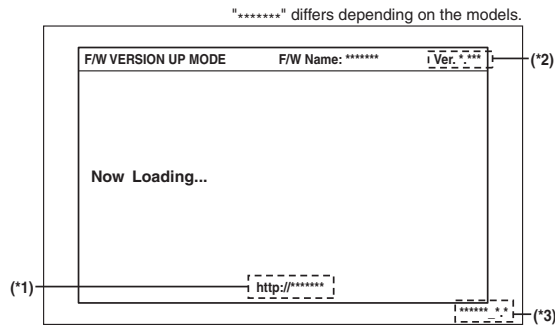 "*******" differs depending on the models.
F/W VERSION UP MODE F/W Name: ******* Ver. *.***
(*2)
Now Loading...
(*1)
http://*******
******_*.*
(*3)